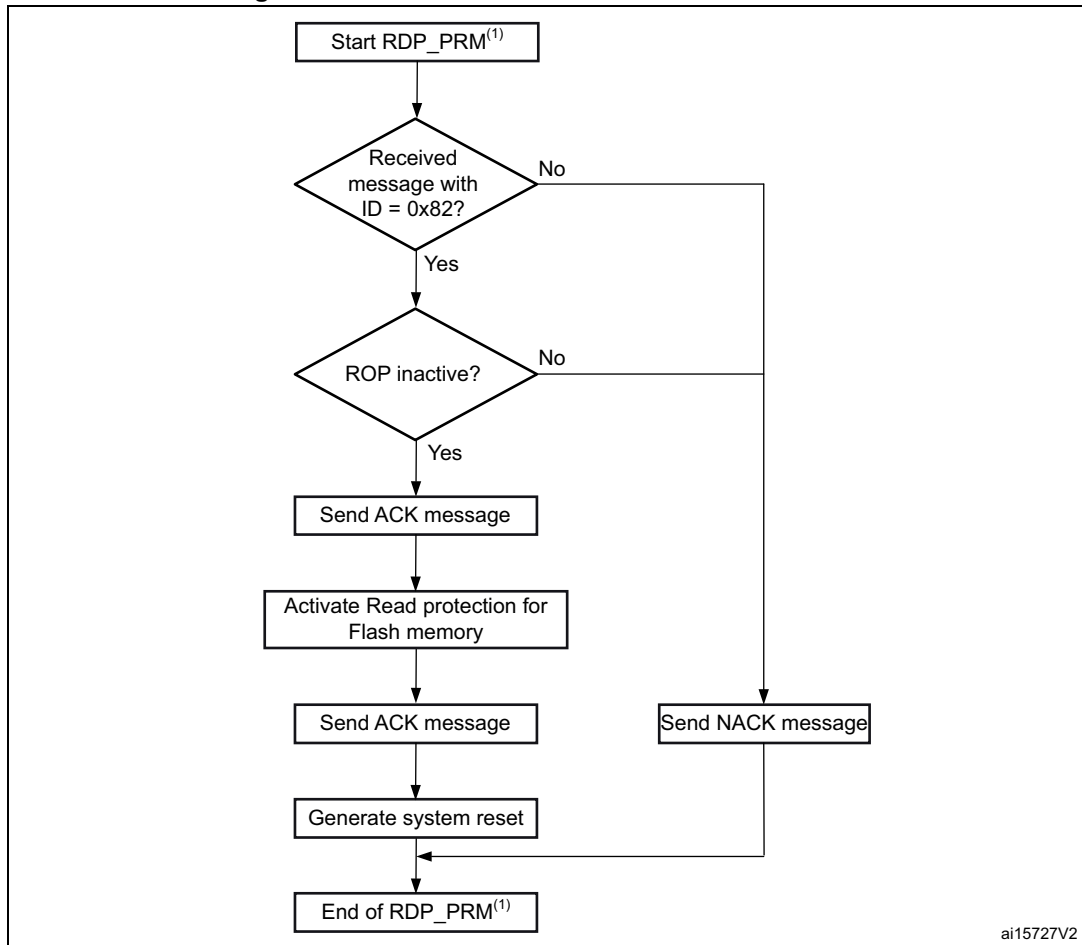 Start RDP_PRM(1)
Received
message with
ID = 0x82?
No
Yes
ROP inactive?
No
Yes
Send ACK message
Activate Read protection for
Flash memory
Send ACK message
Send NACK message
Generate system reset
End of RDP_PRM(1)
ai15727V2